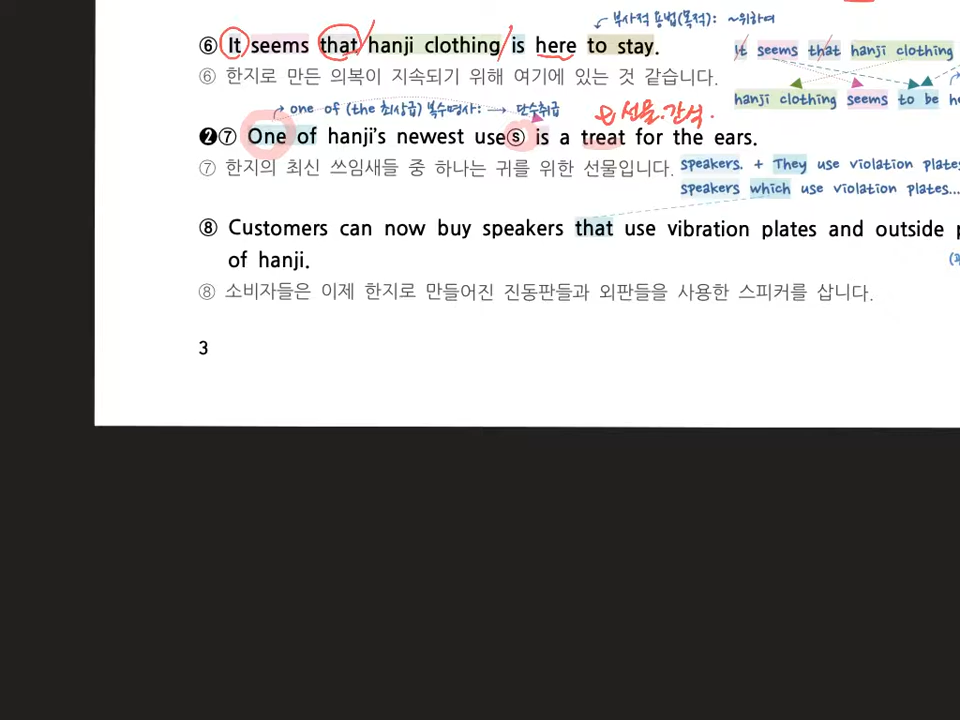 부사적 용법(목적): ~위하여
⑥ It seems that hanji clothing is here to stay.
It seems that hanji clothing
⑥ 한지로 만든 의복이 지속되기 위해 여기에 있는 것 같습니다.
hanji clothing seems to be
one of (the 최상급) 복수명사: → 단수취급
선물. 간식.
❷⑦ One of hanji's newest uses is a treat for the ears.
⑦ 한지의 최신 쓰임새들 중 하나는 귀를 위한 선물입니다.
speakers. + They use violation plates
speakers which use violation plates...
⑧ Customers can now buy speakers that use vibration plates and outside
of hanji.
⑧ 소비자들은 이제 한지로 만들어진 진동판들과 외판들을 사용한 스피커를 삽니다.
3